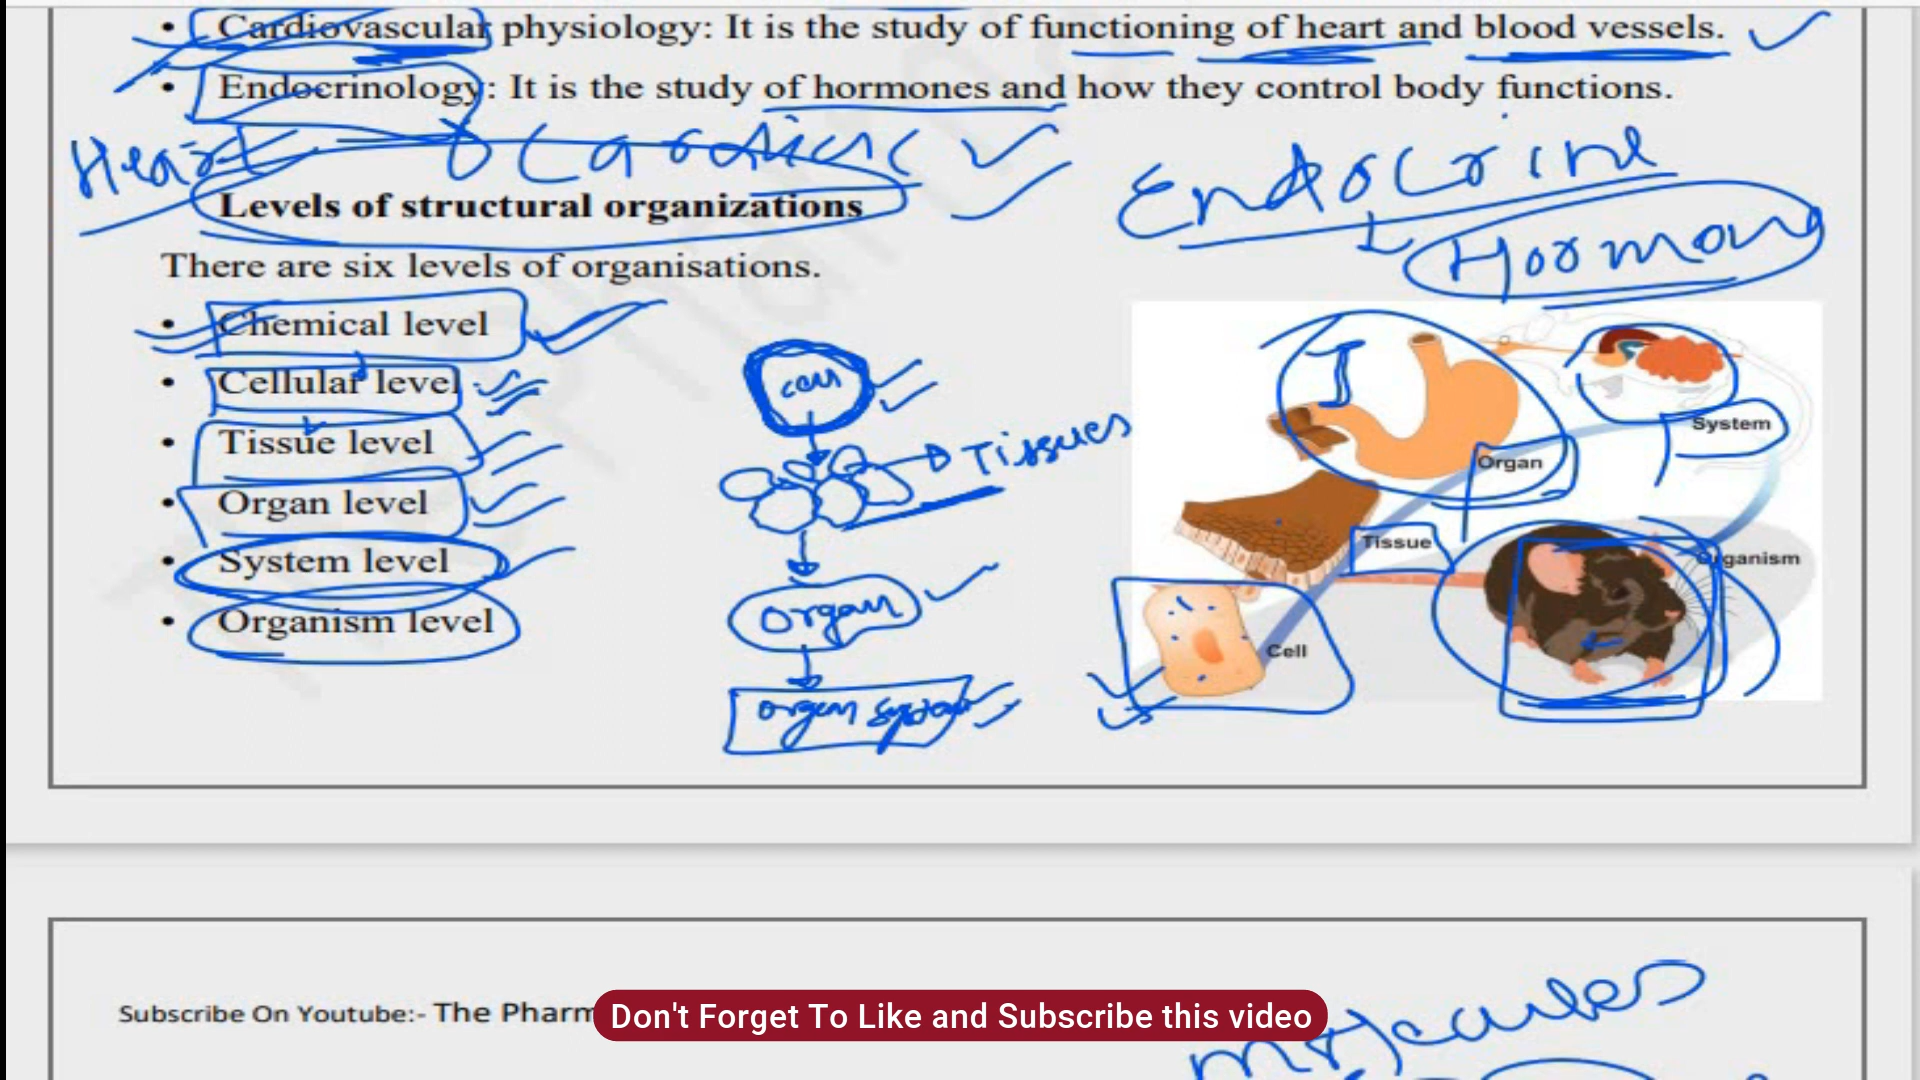 • Cardiovascular physiology: It is the study of functioning of heart and blood vessels.
• Endocrinology: It is the study of hormones and how they control body functions.
Heart Cardiac
Endocrine
Hormone
Levels of structural organizations
There are six levels of organisations.
• Chemical level
• Cellular level
• Tissue level
• Organ level
• System level
• Organism level
cell
Tissues
organ
organ system
System
Organ
Tissue
Organism
Cell
Subscribe On Youtube:- The Pharm
Don't Forget To Like and Subscribe this video
molecules